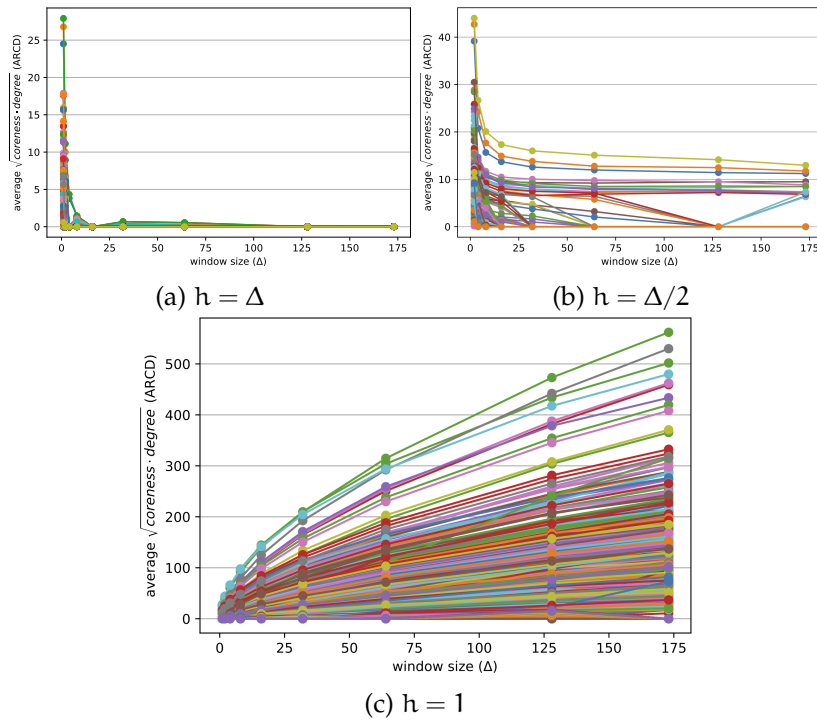 average √coreness · degree (ARCD)
25
20
15
10
5
0
0 25 50 75 100 125 150 175
window size (Δ)
(a) h = Δ
average √coreness · degree (ARCD)
40
30
20
10
0
0 25 50 75 100 125 150 175
window size (Δ)
(b) h = Δ/2
average √coreness · degree (ARCD)
500
400
300
200
100
0
0 25 50 75 100 125 150 175
window size (Δ)
(c) h = 1